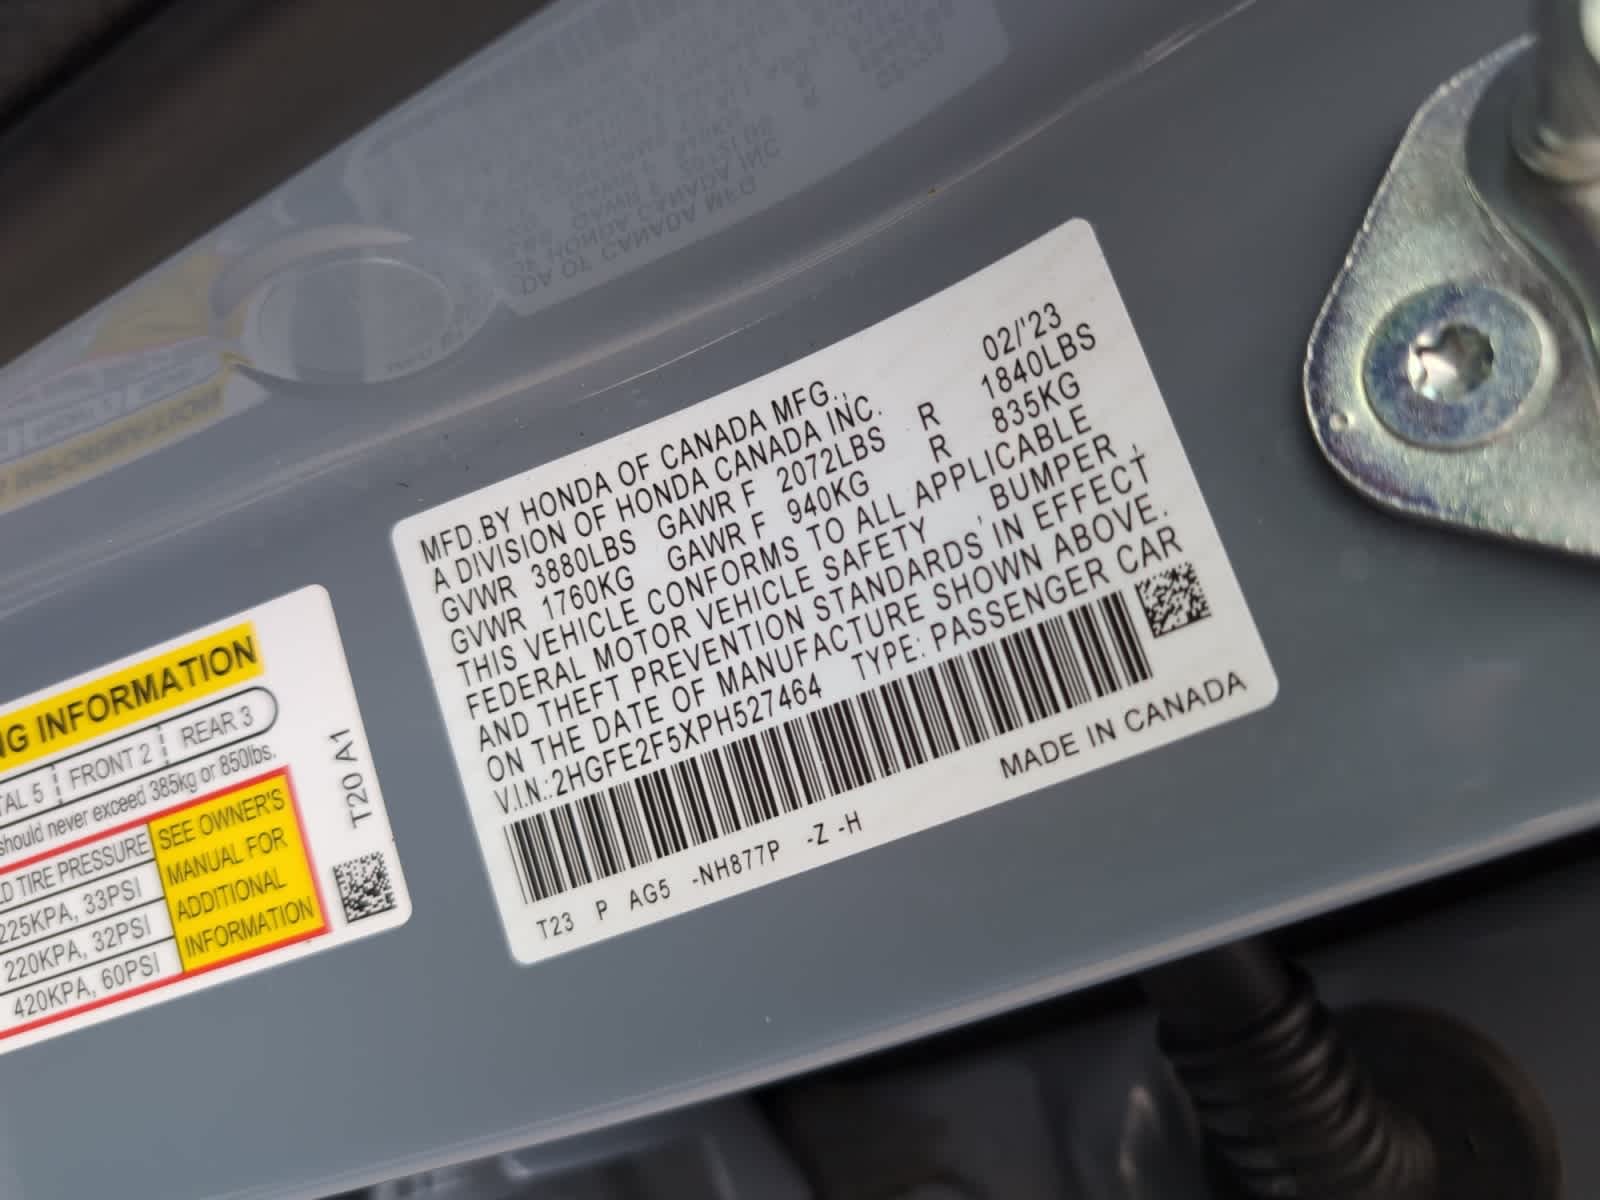 MFD.BY HONDA OF CANADA MFG.,
A DIVISION OF HONDA CANADA INC.
02/'23
GVWR 3880LBS GAWR F 2072LBS R 1840LBS
GVWR 1760KG GAWR F 940KG R 835KG
THIS VEHICLE CONFORMS TO ALL APPLICABLE
FEDERAL MOTOR VEHICLE SAFETY , BUMPER ,
AND THEFT PREVENTION STANDARDS IN EFFECT
ON THE DATE OF MANUFACTURE SHOWN ABOVE.
V.I.N.:2HGFE2F5XPH527464 TYPE: PASSENGER CAR
T23 P AG5 -NH877P -Z -H
MADE IN CANADA
INFORMATION
5 FRONT 2 REAR 3
should never exceed 385kg or 850lbs.
TIRE PRESSURE
225KPA, 33PSI
220KPA, 32PSI
420KPA, 60PSI
SEE OWNER'S
MANUAL FOR
ADDITIONAL
INFORMATION
T20 A1